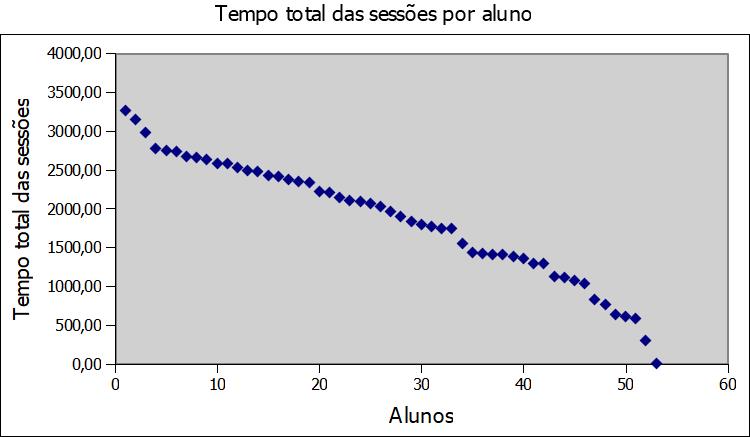 Tempo total das sessões por aluno
Tempo total das sessões
4000,00
3500,00
3000,00
2500,00
2000,00
1500,00
1000,00
500,00
0,00
0 10 20 30 40 50 60
Alunos